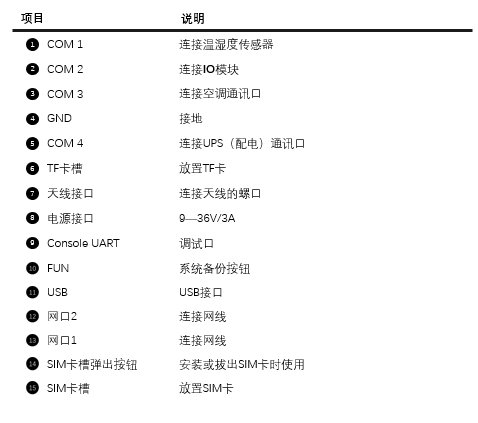 项目 说明
1 COM 1 连接温湿度传感器
2 COM 2 连接IO模块
3 COM 3 连接空调通讯口
4 GND 接地
5 COM 4 连接UPS（配电）通讯口
6 TF卡槽 放置TF卡
7 天线接口 连接天线的螺口
8 电源接口 9—36V/3A
9 Console UART 调试口
10 FUN 系统备份按钮
11 USB USB接口
12 网口2 连接网线
13 网口1 连接网线
14 SIM卡槽弹出按钮 安装或拔出SIM卡时使用
15 SIM卡槽 放置SIM卡